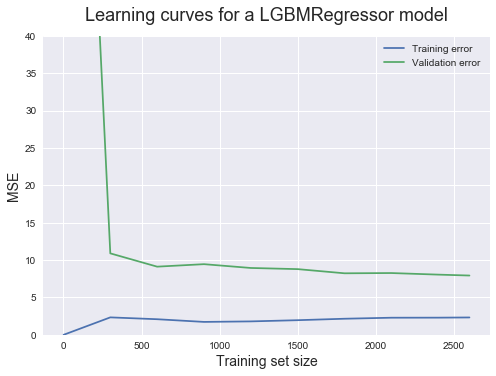 Learning curves for a LGBMRegressor model
Training error
Validation error
MSE
40
35
30
25
20
15
10
5
0
0 500 1000 1500 2000 2500
Training set size